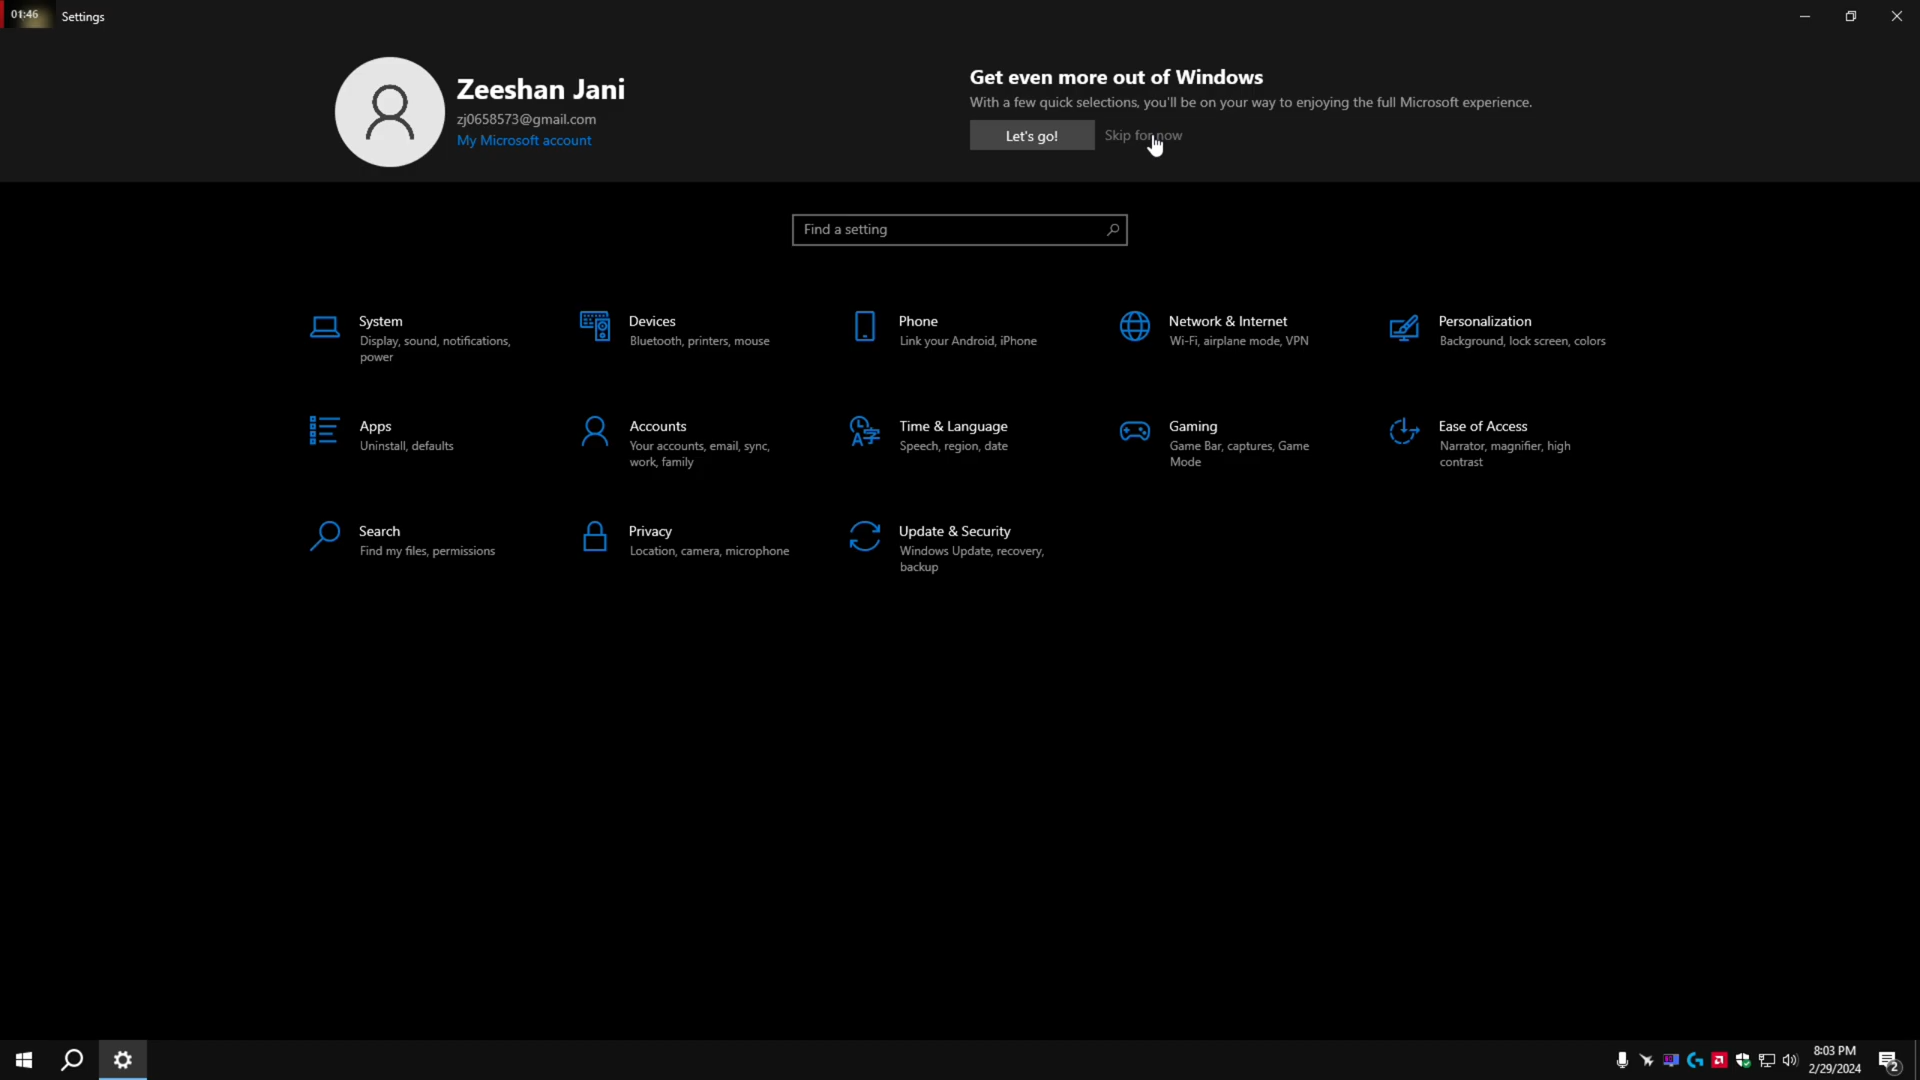 01:46
Settings
Zeeshan Jani
zj0658573@gmail.com
My Microsoft account
Get even more out of Windows
With a few quick selections, you'll be on your way to enjoying the full Microsoft experience.
Let's go!
Skip for now
Find a setting
System
Display, sound, notifications,
power
Devices
Bluetooth, printers, mouse
Phone
Link your Android, iPhone
Network & Internet
Wi-Fi, airplane mode, VPN
Personalization
Background, lock screen, colors
Apps
Uninstall, defaults
Accounts
Your accounts, email, sync,
work, family
Time & Language
Speech, region, date
Gaming
Game Bar, captures, Game
Mode
Ease of Access
Narrator, magnifier, high
contrast
Search
Find my files, permissions
Privacy
Location, camera, microphone
Update & Security
Windows Update, recovery,
backup
8:03 PM
2/29/2024
2